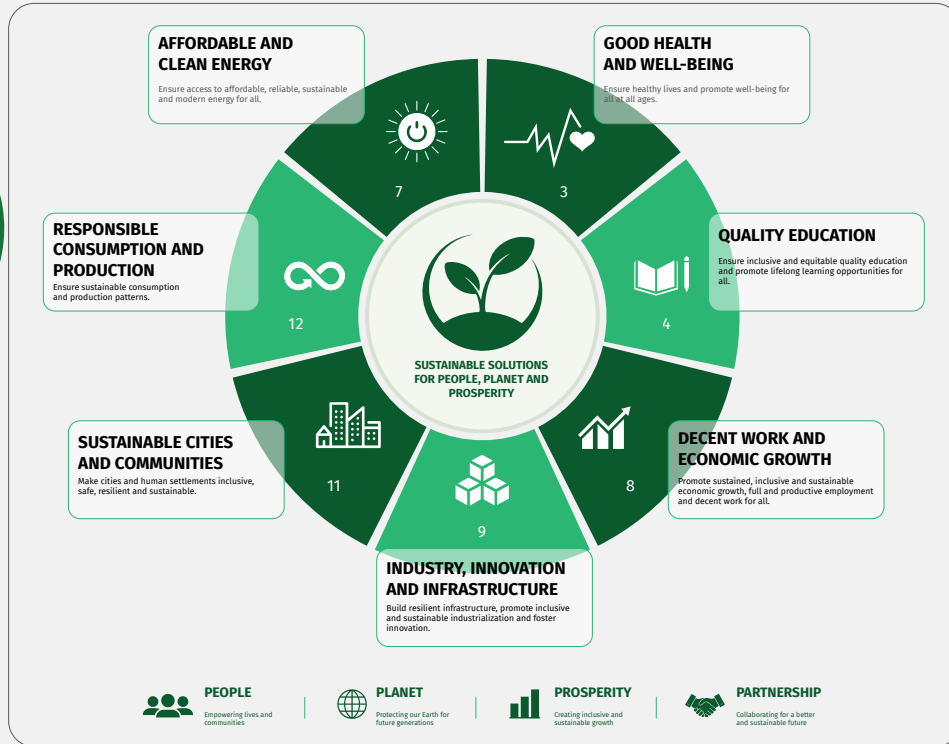 AFFORDABLE AND
CLEAN ENERGY
Ensure access to affordable, reliable, sustainable
and modern energy for all.
GOOD HEALTH
AND WELL-BEING
Ensure healthy lives and promote well-being for
all at all ages.
7
3
RESPONSIBLE
CONSUMPTION AND
PRODUCTION
Ensure sustainable consumption
and production patterns.
12
QUALITY EDUCATION
Ensure inclusive and equitable quality education
and promote lifelong learning opportunities for
all.
4
SUSTAINABLE SOLUTIONS
FOR PEOPLE, PLANET AND
PROSPERITY
SUSTAINABLE CITIES
AND COMMUNITIES
Make cities and human settlements inclusive,
safe, resilient and sustainable.
11
DECENT WORK AND
ECONOMIC GROWTH
Promote sustained, inclusive and sustainable
economic growth, full and productive employment
and decent work for all.
8
9
INDUSTRY, INNOVATION
AND INFRASTRUCTURE
Build resilient infrastructure, promote inclusive
and sustainable industrialization and foster
innovation.
PEOPLE
Empowering lives and
communities
PLANET
Protecting our Earth for
future generations
PROSPERITY
Creating inclusive and
sustainable growth
PARTNERSHIP
Collaborating for a better
and sustainable future